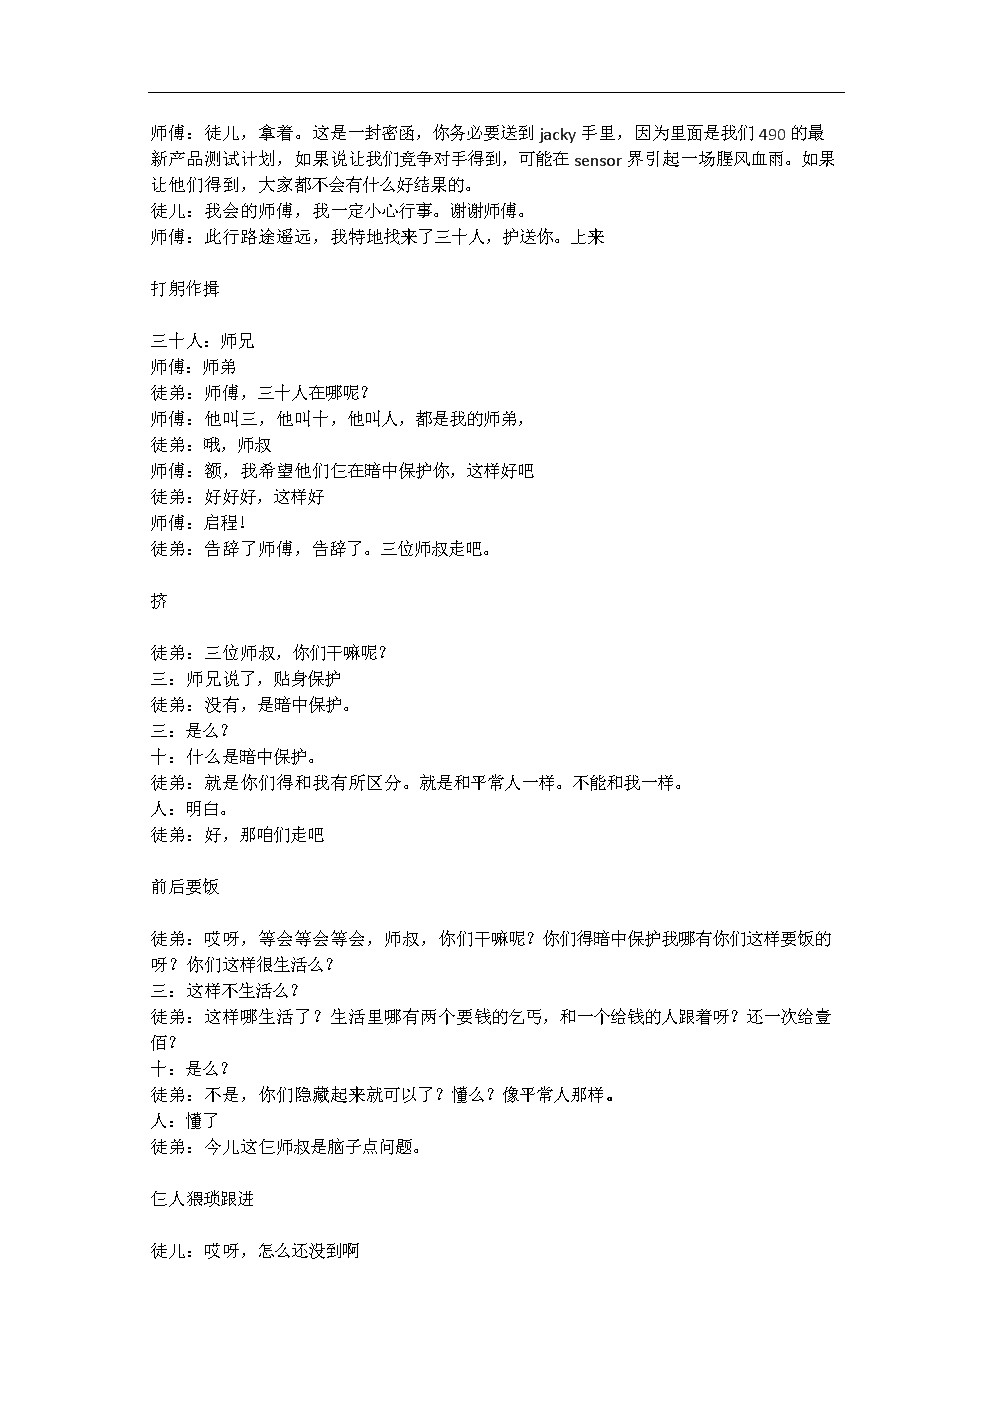 师傅：徒儿，拿着。这是一封密函，你务必要送到 jacky 手里，因为里面是我们 490 的最
新产品测试计划，如果说让我们竞争对手得到，可能在 sensor 界引起一场腥风血雨。如果
让他们得到，大家都不会有什么好结果的。
徒儿：我会的师傅，我一定小心行事。谢谢师傅。
师傅：此行路途遥远，我特地找来了三十人，护送你。上来
打躬作揖
三十人：师兄
师傅：师弟
徒弟：师傅，三十人在哪呢？
师傅：他叫三，他叫十，他叫人，都是我的师弟，
徒弟：哦，师叔
师傅：额，我希望他们仨在暗中保护你，这样好吧
徒弟：好好好，这样好
师傅：启程！
徒弟：告辞了师傅，告辞了。三位师叔走吧。
挤
徒弟：三位师叔，你们干嘛呢？
三：师兄说了，贴身保护
徒弟：没有，是暗中保护。
三：是么？
十：什么是暗中保护。
徒弟：就是你们得和我有所区分。就是和平常人一样。不能和我一样。
人：明白。
徒弟：好，那咱们走吧
前后要饭
徒弟：哎呀，等会等会等会，师叔，你们干嘛呢？你们得暗中保护我哪有你们这样要饭的
呀？你们这样很生活么？
三：这样不生活么？
徒弟：这样哪生活了？生活里哪有两个要钱的乞丐，和一个给钱的人跟着呀？还一次给壹
佰？
十：是么？
徒弟：不是，你们隐藏起来就可以了？懂么？像平常人那样。
人：懂了
徒弟：今儿这仨师叔是脑子点问题。
仨人猥琐跟进
徒儿：哎呀，怎么还没到啊